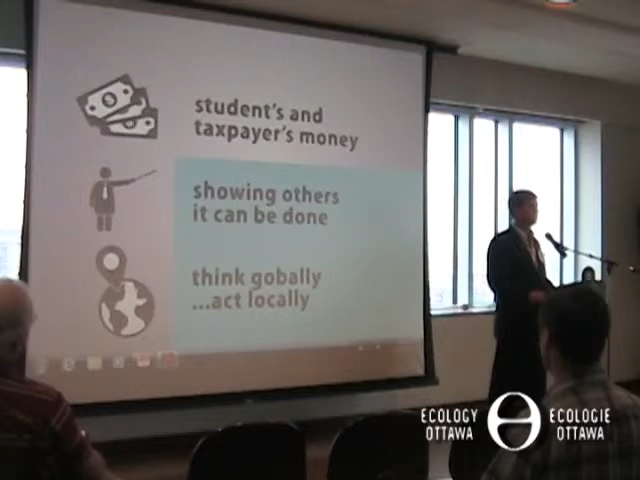 student's and
taxpayer's money
showing others
it can be done
think gobally
...act locally
ECOLOGY
OTTAWA
ECOLOGIE
OTTAWA